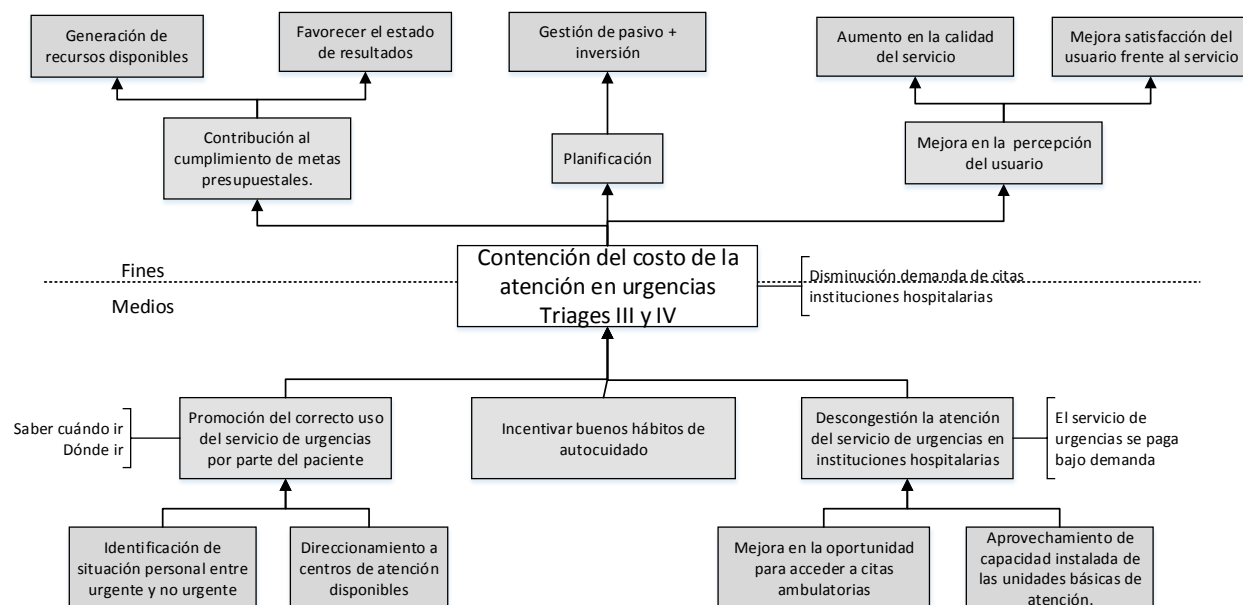 Generación de
recursos disponibles
Favorecer el estado
de resultados
Gestión de pasivo +
inversión
Aumento en la calidad
del servicio
Mejora satisfacción del
usuario frente al servicio
Contribución al
cumplimiento de metas
presupuestales.
Planificación
Mejora en la percepción
del usuario
Fines
Medios
Contención del costo de la
atención en urgencias
Triages III y IV
Disminución demanda de citas
instituciones hospitalarias
Saber cuándo ir
Dónde ir
Promoción del correcto uso
del servicio de urgencias
por parte del paciente
Incentivar buenos hábitos de
autocuidado
Descongestión la atención
del servicio de urgencias en
instituciones hospitalarias
El servicio de
urgencias se paga
bajo demanda
Identificación de
situación personal entre
urgente y no urgente
Direccionamiento a
centros de atención
disponibles
Mejora en la oportunidad
para acceder a citas
ambulatorias
Aprovechamiento de
capacidad instalada de
las unidades básicas de
atención.